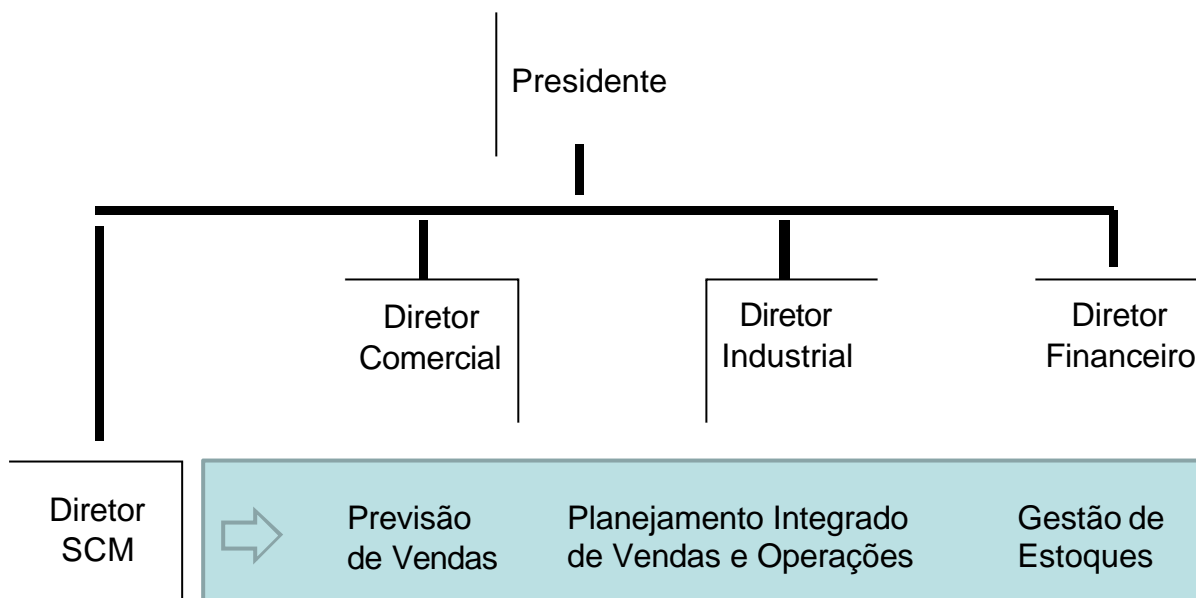 Presidente
Diretor
Comercial
Diretor
Industrial
Diretor
Financeiro
Diretor
SCM
Previsão
de Vendas
Planejamento Integrado
de Vendas e Operações
Gestão de
Estoques